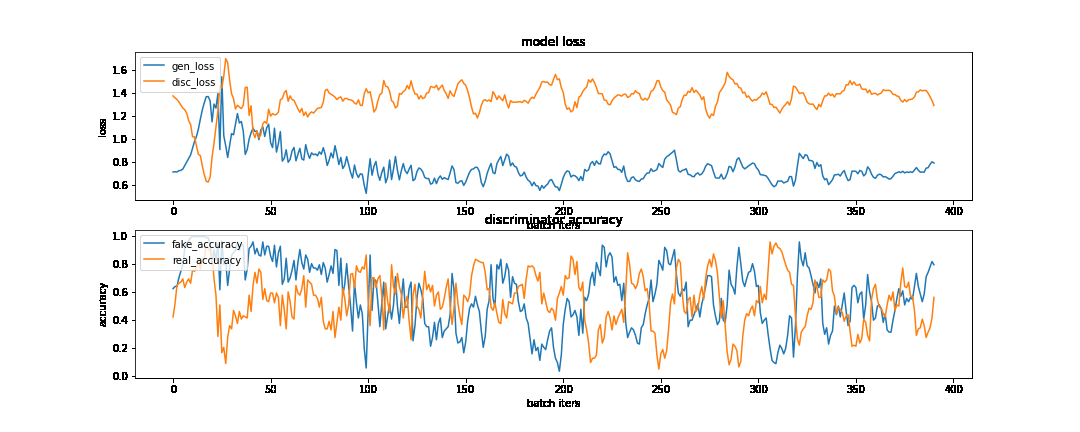 model loss
gen_loss
disc_loss
1.6
1.4
1.2
1.0
0.8
0.6
loss
0 50 100 150 200 250 300 350 400
batch iters
discriminator accuracy
fake_accuracy
real_accuracy
1.0
0.8
0.6
0.4
0.2
0.0
accuracy
0 50 100 150 200 250 300 350 400
batch iters